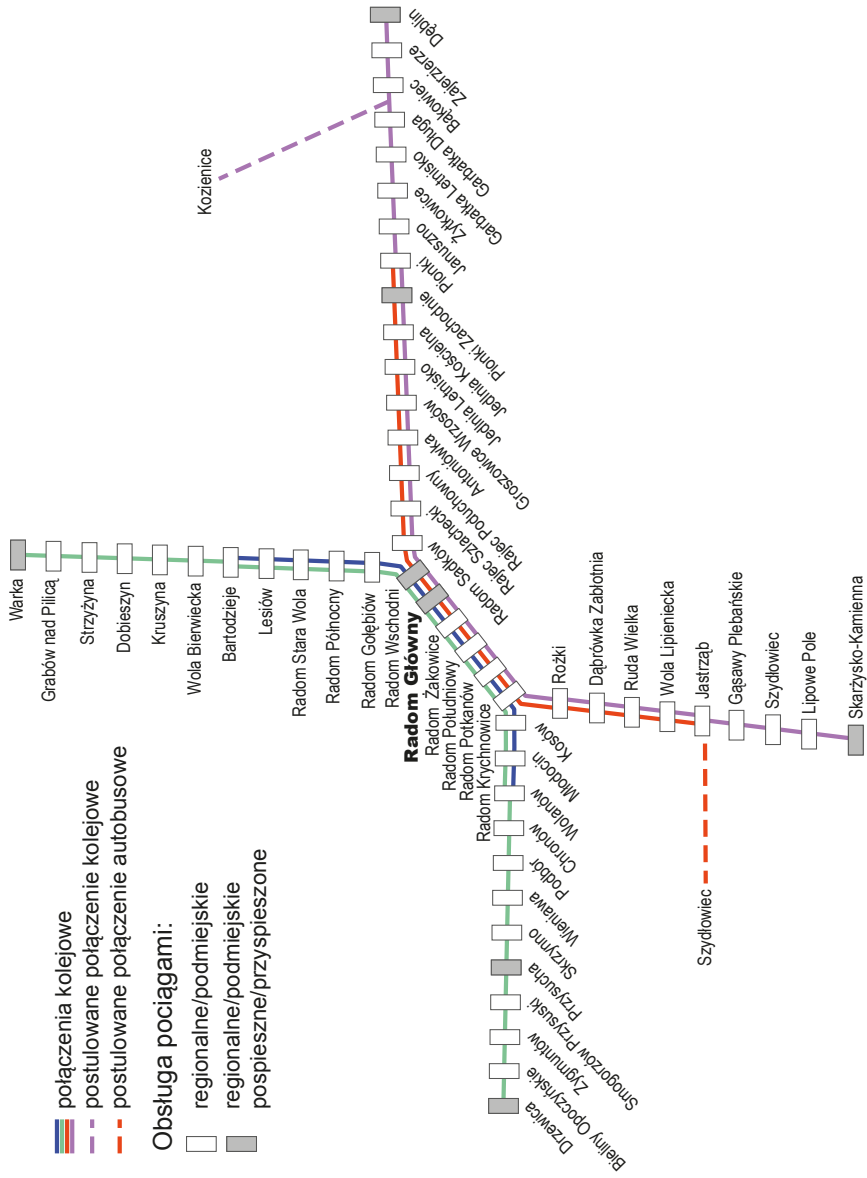 Warka
Grabów nad Pilicą
Strzyżyna
Dobieszyn
Kruszyna
Wola Bierwiecka
Bartodzieje
Lesiów
Radom Stara Wola
Radom Północny
Radom Gołębiów
Radom Wschodni
Radom Główny
Radom Żakowice
Radom Południowy
Radom Potkanów
Radom Krychnowice
Kozienice
Dęblin
Zajerzierze
Bąkowiec
Garbatka Długa
Garbatka Letnisko
Żytkowice
Januszno
Pionki
Pionki Zachodnie
Jedlnia Kościelna
Jedlnia Letnisko
Groszowice Wrzosów
Antoniówka
Rajec Poduchowny
Rajec Szlachecki
Radom Sadków
Kosów
Młodocin
Wolanów
Chronów
Podbór
Wieniawa
Skrzynno
Przysucha
Smogorzów Przysuski
Zygmuntów
Bieliny Opoczyńskie
Drzewica
Rożki
Dąbrówka Zabłotnia
Ruda Wielka
Wola Lipieniecka
Jastrząb
Gąsawy Plebańskie
Szydłowiec
Lipowe Pole
Skarżysko-Kamienna
Szydłowiec
połączenia kolejowe
postulowane połączenie kolejowe
postulowane połączenie autobusowe
Obsługa pociągami:
regionalne/podmiejskie
regionalne/podmiejskie
pospieszne/przyspieszone